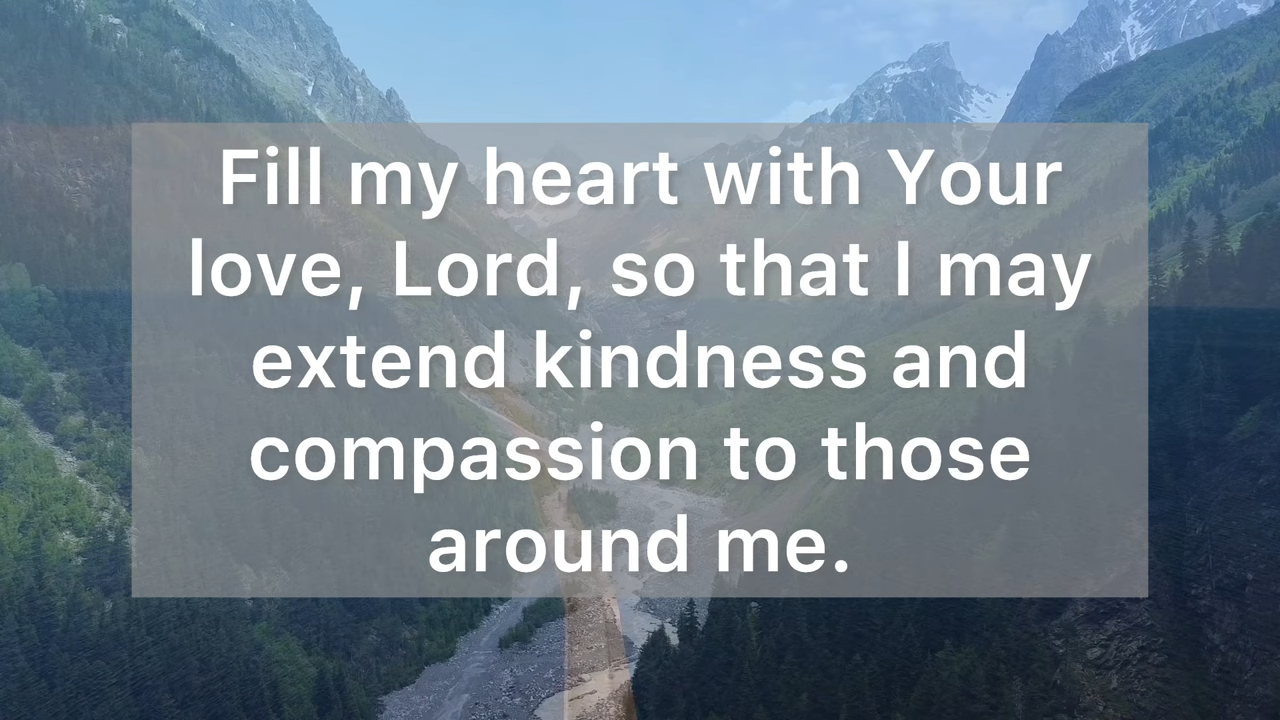 Fill my heart with Your
love, Lord, so that I may
extend kindness and
compassion to those
around me.